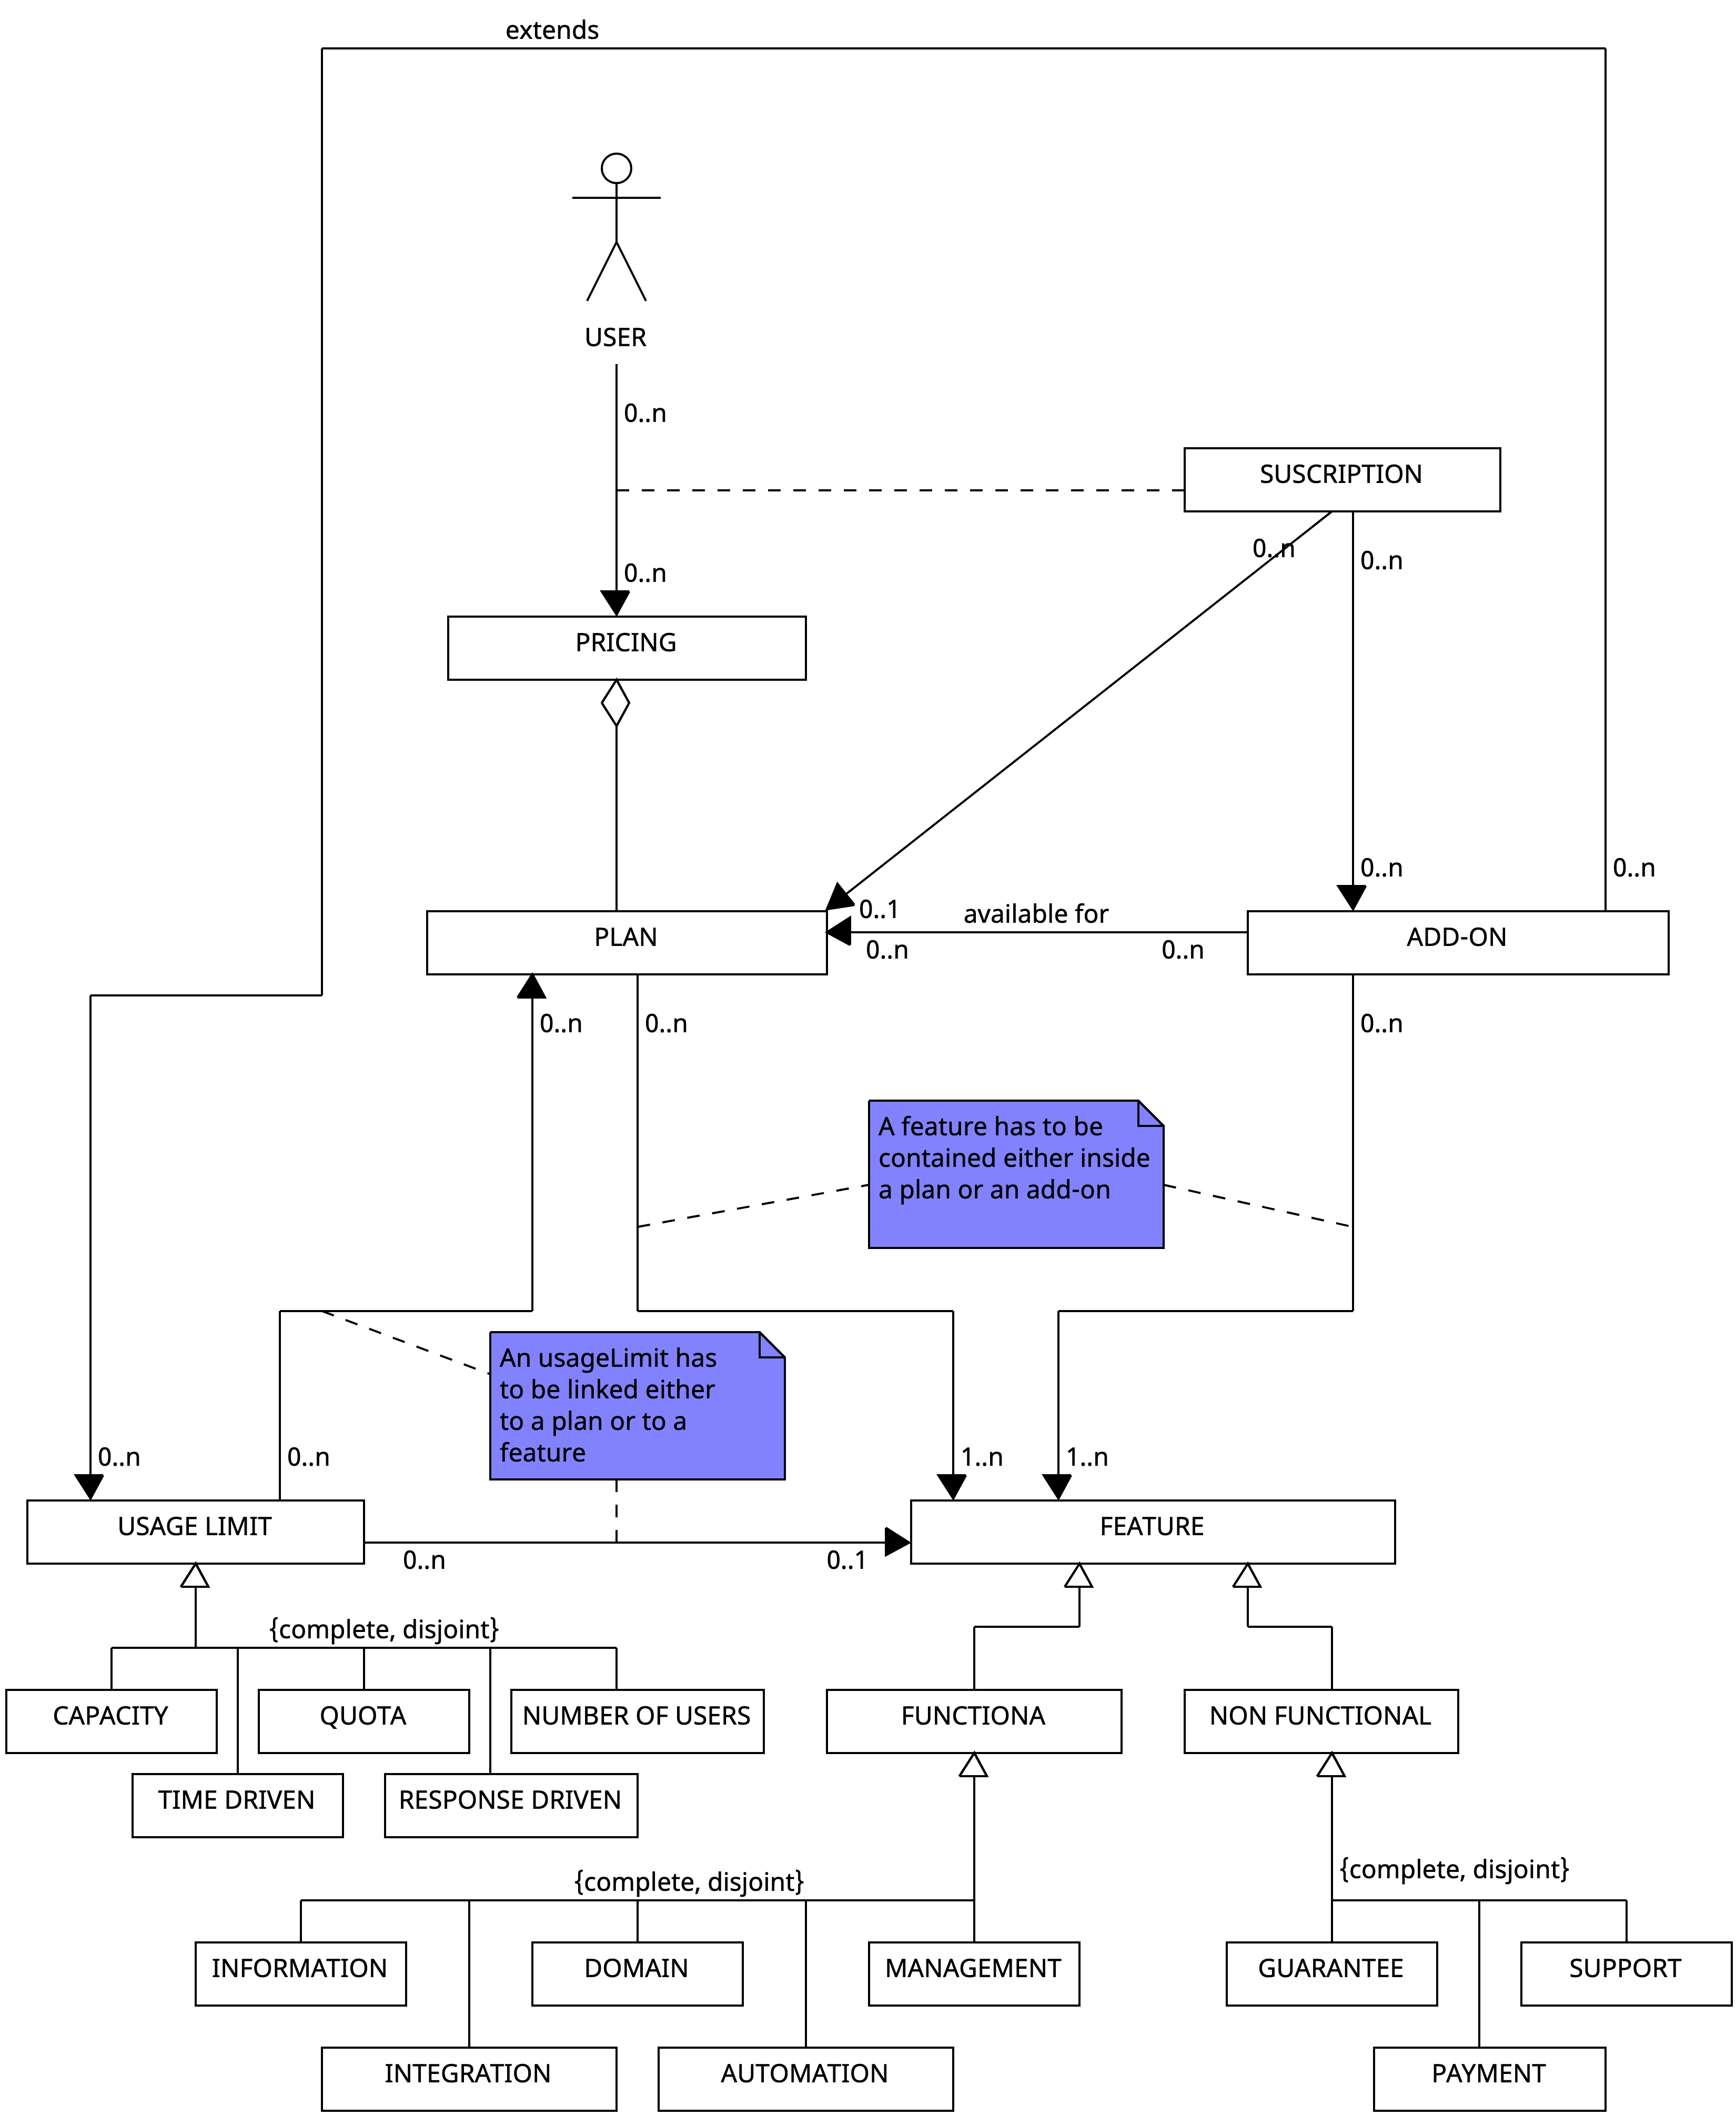 extends
USER
0..n
SUSCRIPTION
0..n
0..n
0..n
PRICING
0..n
0..n
0..1
available for
PLAN
ADD-ON
0..n
0..n
0..n
0..n
0..n
A feature has to be
contained either inside
a plan or an add-on
An usageLimit has
to be linked either
to a plan or to a
feature
0..n
0..n
1..n
1..n
USAGE LIMIT
FEATURE
0..n
0..1
{complete, disjoint}
CAPACITY
QUOTA
NUMBER OF USERS
FUNCTIONA
NON FUNCTIONAL
TIME DRIVEN
RESPONSE DRIVEN
{complete, disjoint}
{complete, disjoint}
INFORMATION
DOMAIN
MANAGEMENT
GUARANTEE
SUPPORT
INTEGRATION
AUTOMATION
PAYMENT